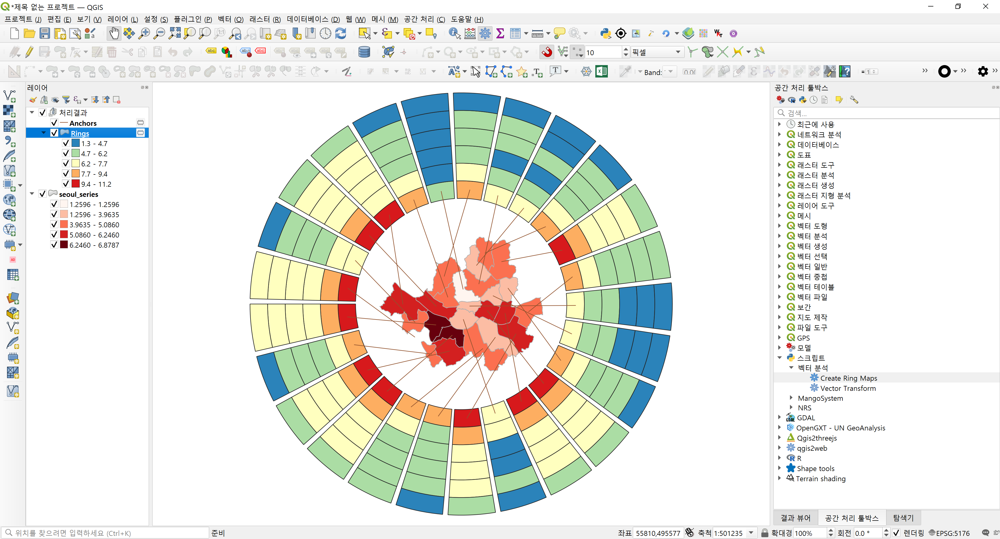 *제목 없는 프로젝트 — QGIS
프로젝트 (J) 편집 (E) 보기 (V) 레이어 (L) 설정 (S) 플러그인 (P) 벡터 (O) 래스터 (R) 데이터베이스 (D) 웹 (W) 메시 (M) 공간 처리 (C) 도움말 (H)
10 픽셀
Band: 0.0(
레이어
처리결과
Anchors
Rings
1.3 - 4.7
4.7 - 6.2
6.2 - 7.7
7.7 - 9.4
9.4 - 11.2
seoul_series
1.2596 - 1.2596
1.2596 - 3.9635
3.9635 - 5.0860
5.0860 - 6.2460
6.2460 - 6.8787
공간 처리 툴박스
검색...
최근에 사용
네트워크 분석
데이터베이스
도표
래스터 도구
래스터 분석
래스터 생성
래스터 지형 분석
레이어 도구
메시
벡터 도형
벡터 분석
벡터 생성
벡터 선택
벡터 일반
벡터 중첩
벡터 테이블
벡터 파일
보간
지도 제작
파일 도구
GPS
모델
스크립트
벡터 분석
Create Ring Maps
Vector Transform
MangoSystem
NRS
GDAL
OpenGXT - UN GeoAnalysis
Qgis2threejs
qgis2web
R
Shape tools
Terrain shading
결과 뷰어 공간 처리 툴박스 탐색기
위치를 찾으려면 입력하세요 (Ctrl+K) 준비 좌표 55810,495577 축척 1:501235 확대경 100% 회전 0.0 ° 렌더링 EPSG:5176